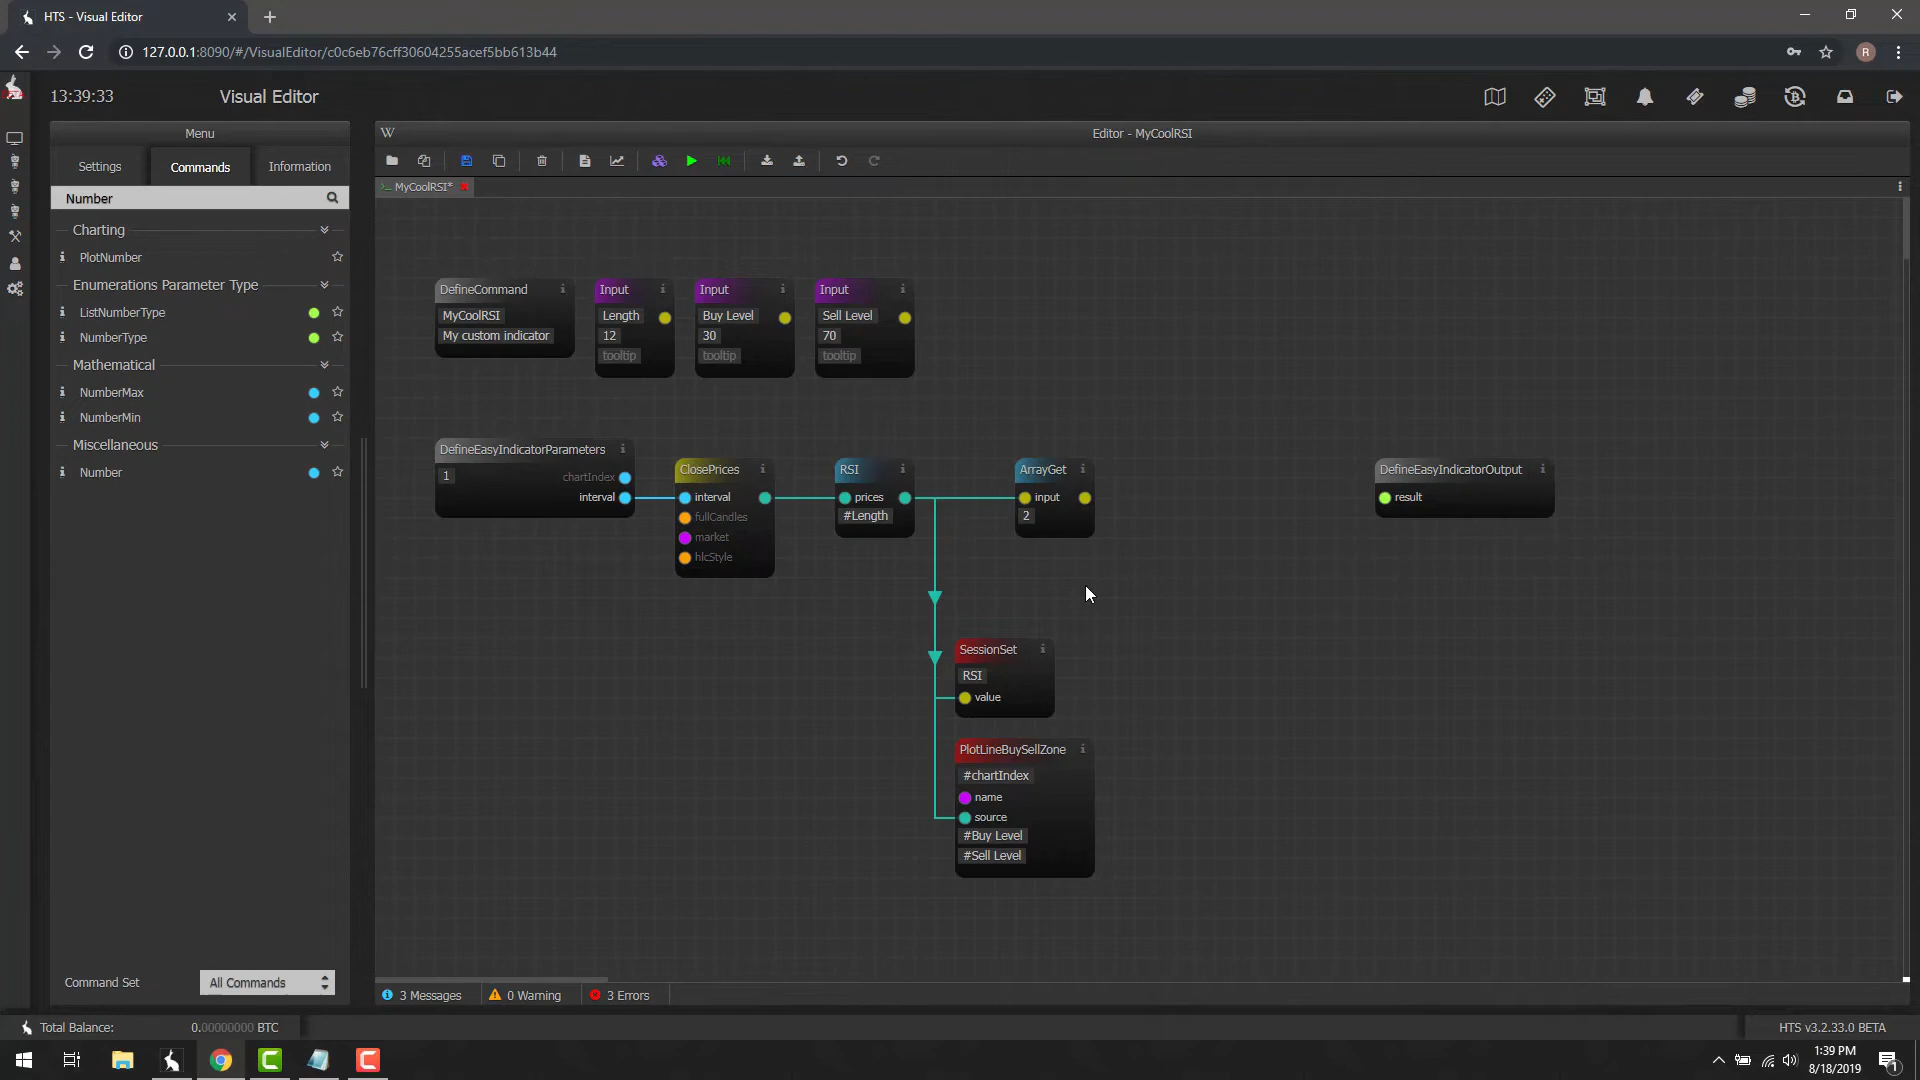 HTS - Visual Editor
127.0.0.1:8090/#/VisualEditor/c0c6eb76cff30604255acef5bb613b44
R
13:39:33
Visual Editor
Menu
Settings
Commands
Information
Number
Charting
PlotNumber
Enumerations Parameter Type
ListNumberType
NumberType
Mathematical
NumberMax
NumberMin
Miscellaneous
Number
Command Set
All Commands
W
Editor - MyCoolRSI
MyCoolRSI*
DefineCommand
MyCoolRSI
My custom indicator
Input
Length
12
tooltip
Input
Buy Level
30
tooltip
Input
Sell Level
70
tooltip
DefineEasyIndicatorParameters
1
chartIndex
interval
ClosePrices
interval
fullCandles
market
hlcStyle
RSI
prices
#Length
ArrayGet
input
2
DefineEasyIndicatorOutput
result
SessionSet
RSI
value
PlotLineBuySellZone
#chartIndex
name
source
#Buy Level
#Sell Level
3 Messages
0 Warning
3 Errors
Total Balance:
0.00000000 BTC
HTS v3.2.33.0 BETA
1:39 PM
8/18/2019
1